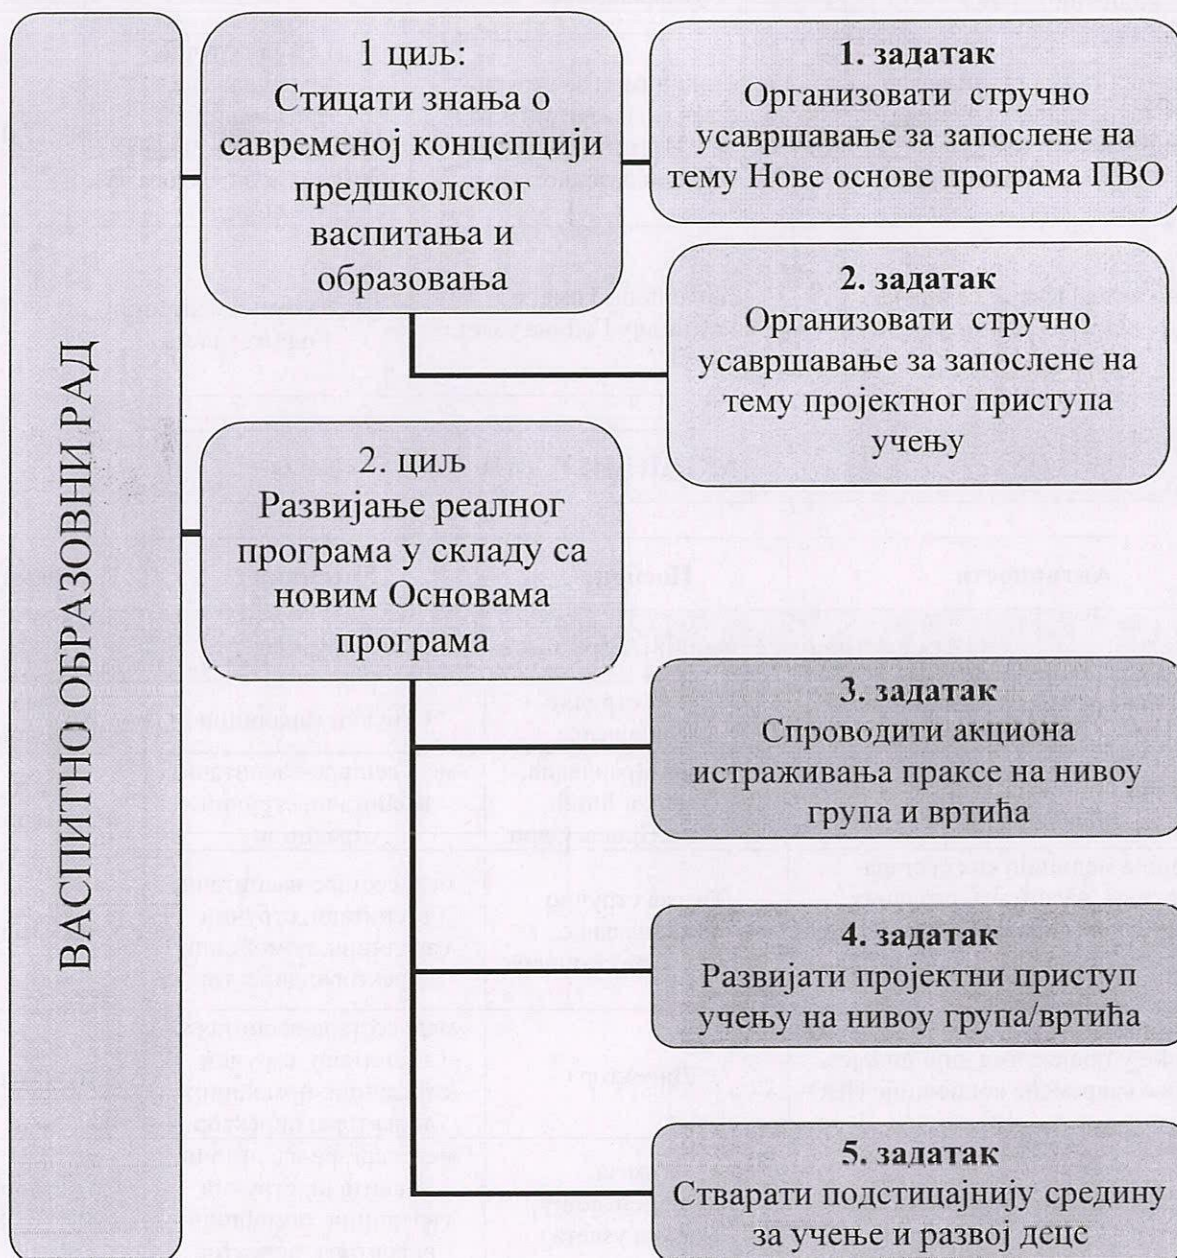 ВАСПИТНООБРАЗОВНИ РАД
1 циљ:
Стицати знања о
савременој концепцији
предшколског
васпитања и
образовања
1. задатак
Организовати стручно
усавршавање за запослене на
тему Нове основе програма ПВО
2. задатак
Организовати стручно
усавршавање за запослене на
тему пројектног приступа
учењу
2. циљ
Развијање реалног
програма у складу са
новим Основама
програма
3. задатак
Спроводити акциона
истраживања праксе на нивоу
група и вртића
4. задатак
Развијати пројектни приступ
учењу на нивоу група/вртића
5. задатак
Стварати подстицајнију средину
за учење и развој деце